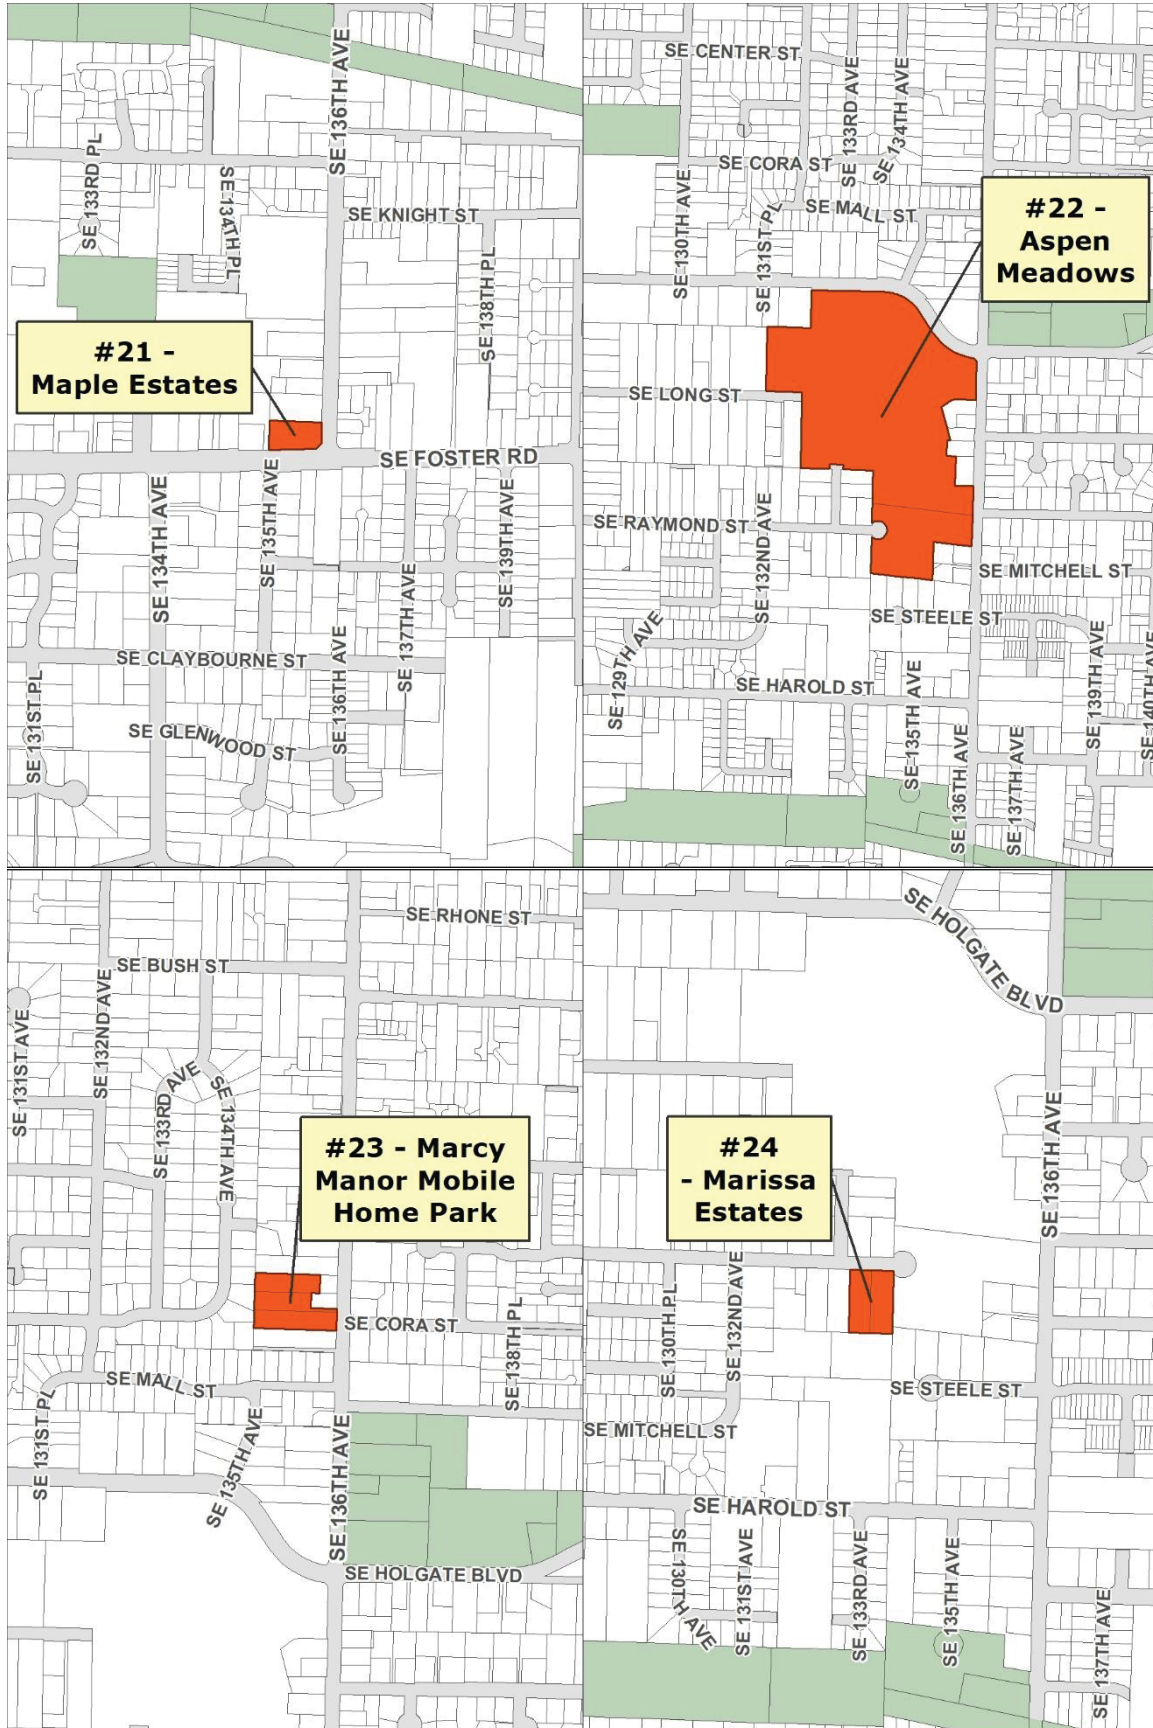 SE 136TH AVE
SE 133RD PL
SE 134TH PL
SE KNIGHT ST
SE 138TH PL
#21 -
Maple Estates
SE FOSTER RD
SE 134TH AVE
SE 135TH AVE
SE 139TH AVE
SE 137TH AVE
SE CLAYBOURNE ST
SE 136TH AVE
SE 131ST PL
SE GLENWOOD ST
SE CENTER ST
SE 133RD AVE
SE 134TH AVE
SE CORA ST
SE 130TH AVE
SE 131ST PL
SE MALL ST
#22 -
Aspen
Meadows
SE LONG ST
SE RAYMOND ST
SE 132ND AVE
SE MITCHELL ST
SE STEELE ST
SE 129TH AVE
SE HAROLD ST
SE 135TH AVE
SE 136TH AVE
SE 137TH AVE
SE 139TH AVE
SE 140TH AVE
SE RHONE ST
SE BUSH ST
SE 131ST AVE
SE 132ND AVE
SE 133RD AVE
SE 134TH AVE
#23 - Marcy
Manor Mobile
Home Park
SE CORA ST
SE 138TH PL
SE MALL ST
SE 131ST PL
SE 135TH AVE
SE 136TH AVE
SE HOLGATE BLVD
SE HOLGATE BLVD
SE 136TH AVE
#24
- Marissa
Estates
SE 130TH PL
SE 132ND AVE
SE STEELE ST
SE MITCHELL ST
SE HAROLD ST
SE 130TH AVE
SE 131ST AVE
SE 133RD AVE
SE 135TH AVE
SE 137TH AVE